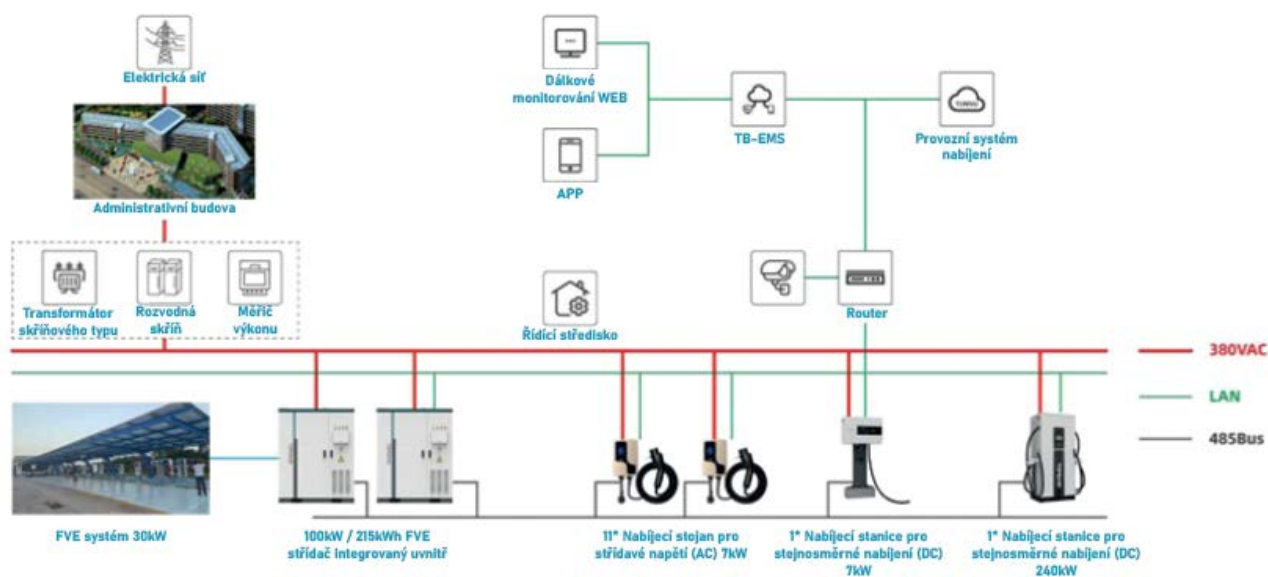 Elektrická síť
Administrativní budova
Transformátor
skříňového typu
Rozvodná
skříň
Měřič
výkonu
Dálkové
monitorování WEB
APP
TB-EMS
Provozní systém
nabíjení
Router
Řídící středisko
380VAC
LAN
485Bus
FVE systém 30kW
100kW / 215kWh FVE
střídač integrovaný uvnitř
11* Nabíjecí stojan pro
střídavé napětí (AC) 7kW
1* Nabíjecí stanice pro
stejnosměrné nabíjení (DC)
7kW
1* Nabíjecí stanice pro
stejnosměrné nabíjení (DC)
240kW